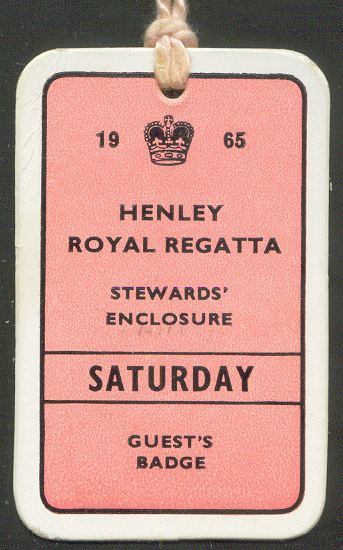 19 65
HENLEY
ROYAL REGATTA
STEWARDS'
ENCLOSURE
SATURDAY
GUEST'S
BADGE